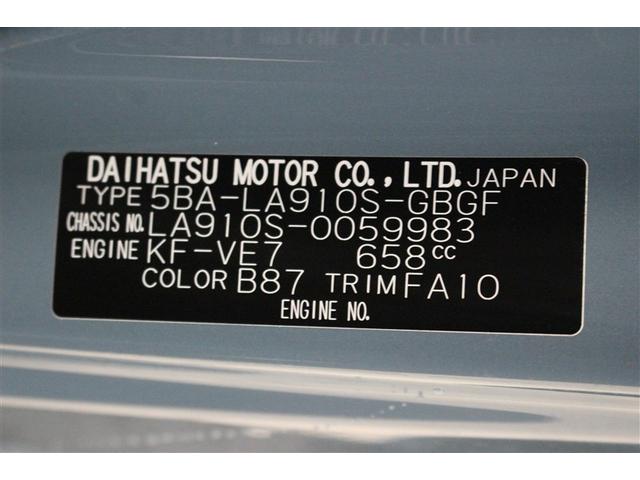 DAIHATSU MOTOR CO., LTD. JAPAN
TYPE 5BA-LA910S-GBGF
CHASSIS NO. LA910S-0059983
ENGINE KF-VE7 658CC
COLOR B87 TRIM FA10
ENGINE NO.